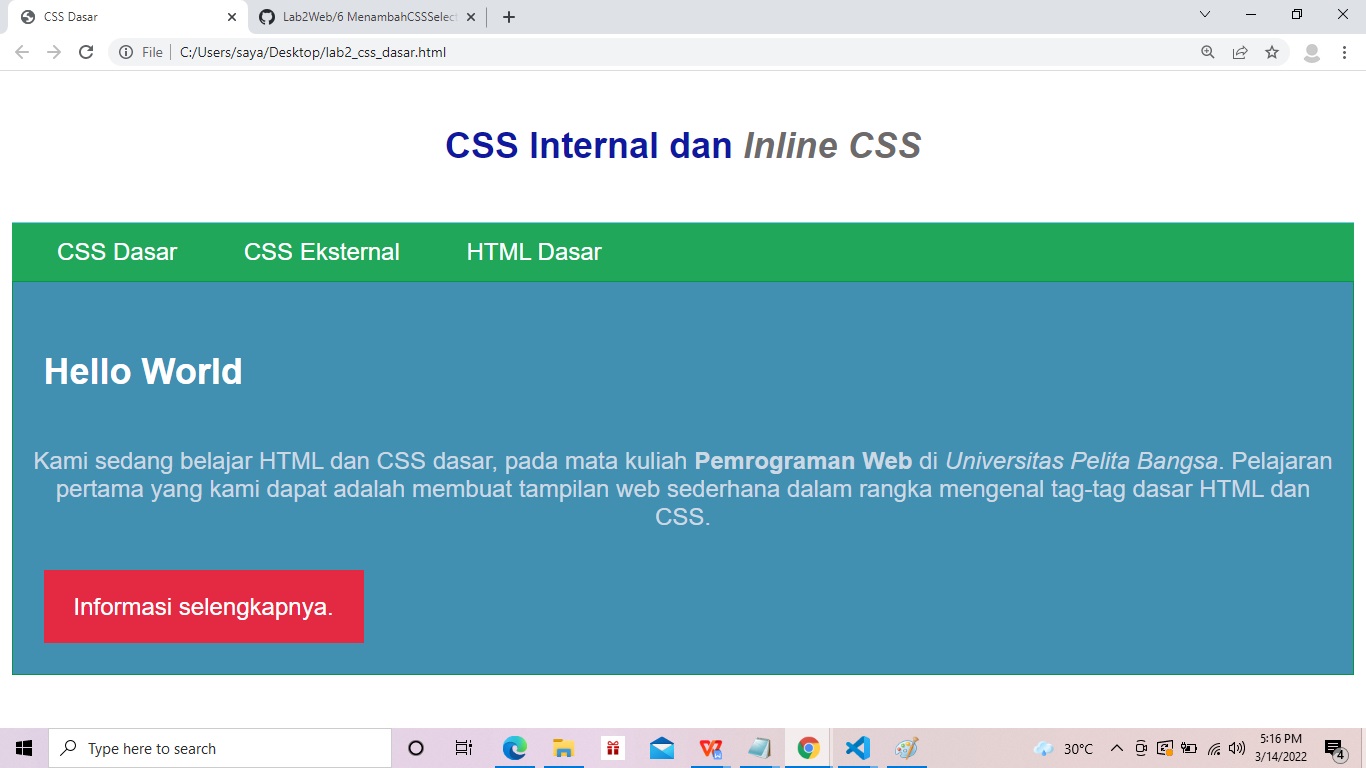 CSS Dasar
Lab2Web/6 MenambahCSSSelect
File
C:/Users/saya/Desktop/lab2_css_dasar.html
CSS Internal dan Inline CSS
CSS Dasar CSS Eksternal HTML Dasar
Hello World
Kami sedang belajar HTML dan CSS dasar, pada mata kuliah Pemrograman Web di Universitas Pelita Bangsa. Pelajaran
pertama yang kami dapat adalah membuat tampilan web sederhana dalam rangka mengenal tag-tag dasar HTML dan
CSS.
Informasi selengkapnya.
Type here to search
30°C
5:16 PM
3/14/2022
4